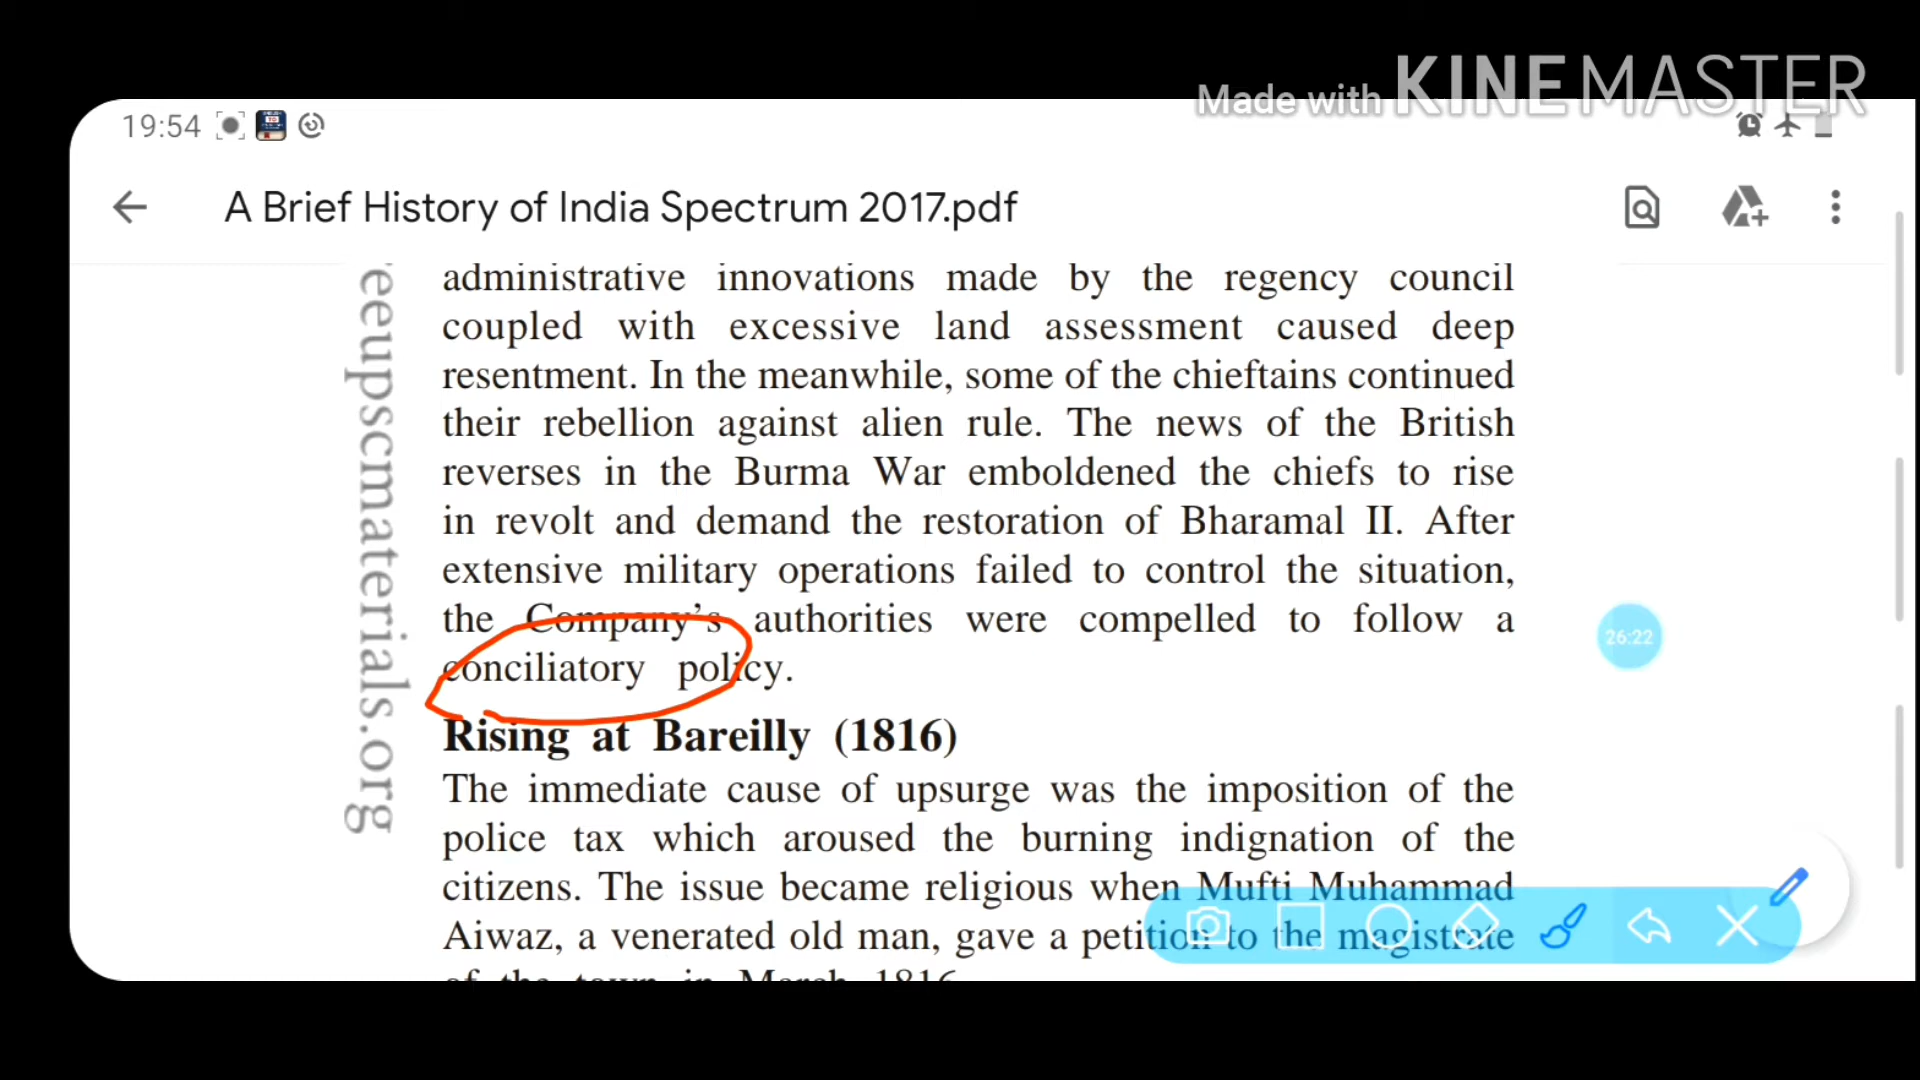 Made with KINEMASTER
19:54
A Brief History of India Spectrum 2017.pdf
eeupscmaterials.org
administrative innovations made by the regency council
coupled with excessive land assessment caused deep
resentment. In the meanwhile, some of the chieftains continued
their rebellion against alien rule. The news of the British
reverses in the Burma War emboldened the chiefs to rise
in revolt and demand the restoration of Bharamal II. After
extensive military operations failed to control the situation,
the Company's authorities were compelled to follow a
conciliatory policy.
26:22
Rising at Bareilly (1816)
The immediate cause of upsurge was the imposition of the
police tax which aroused the burning indignation of the
citizens. The issue became religious when Mufti Muhammad
Aiwaz, a venerated old man, gave a petition to the magistrate
of the town in March 1816